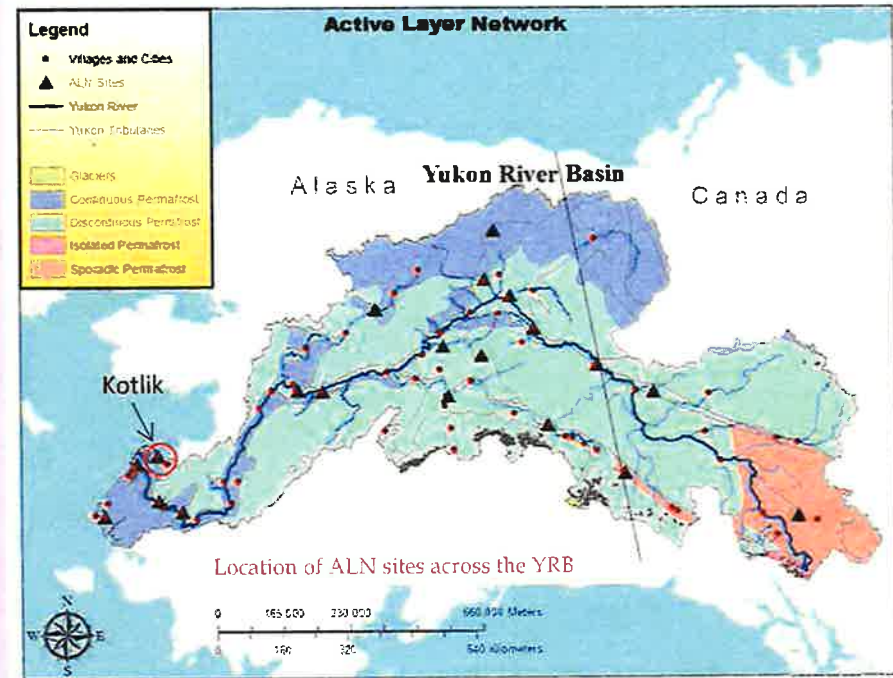 Active Layer Network
Legend
Villages and Cities
ALN Sites
Yukon River
Yukon Tributaries
Glaciers
Continuous Permafrost
Discontinuous Permafrost
Isolated Permafrost
Sporadic Permafrost
Alaska
Yukon River Basin
Canada
Kotlik
Location of ALN sites across the YRB
N
W E
S
0 165 000 330 000 660 000 Meters
0 160 320 640 Kilometers